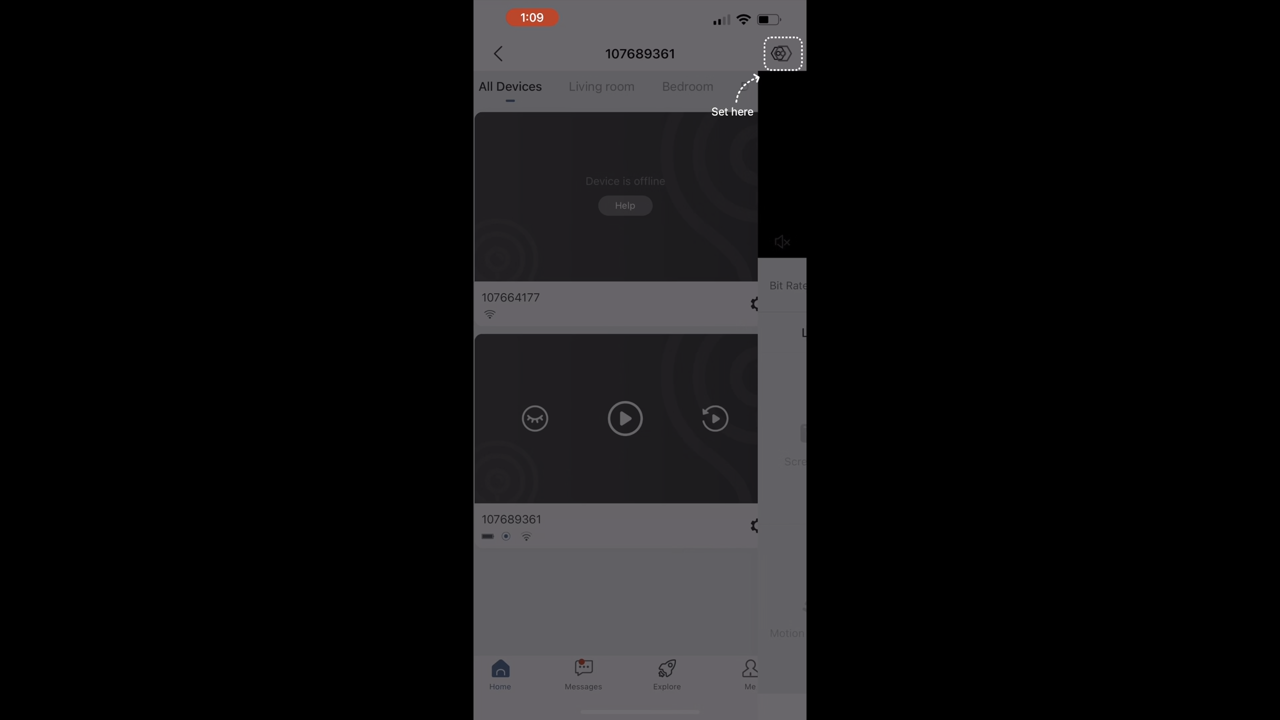 1:09
107689361
All Devices
Living room
Bedroom
Set here
Device is offline
Help
107664177
Bit Rate
L
Scre
107689361
Motion
Home
Messages
Explore
Me